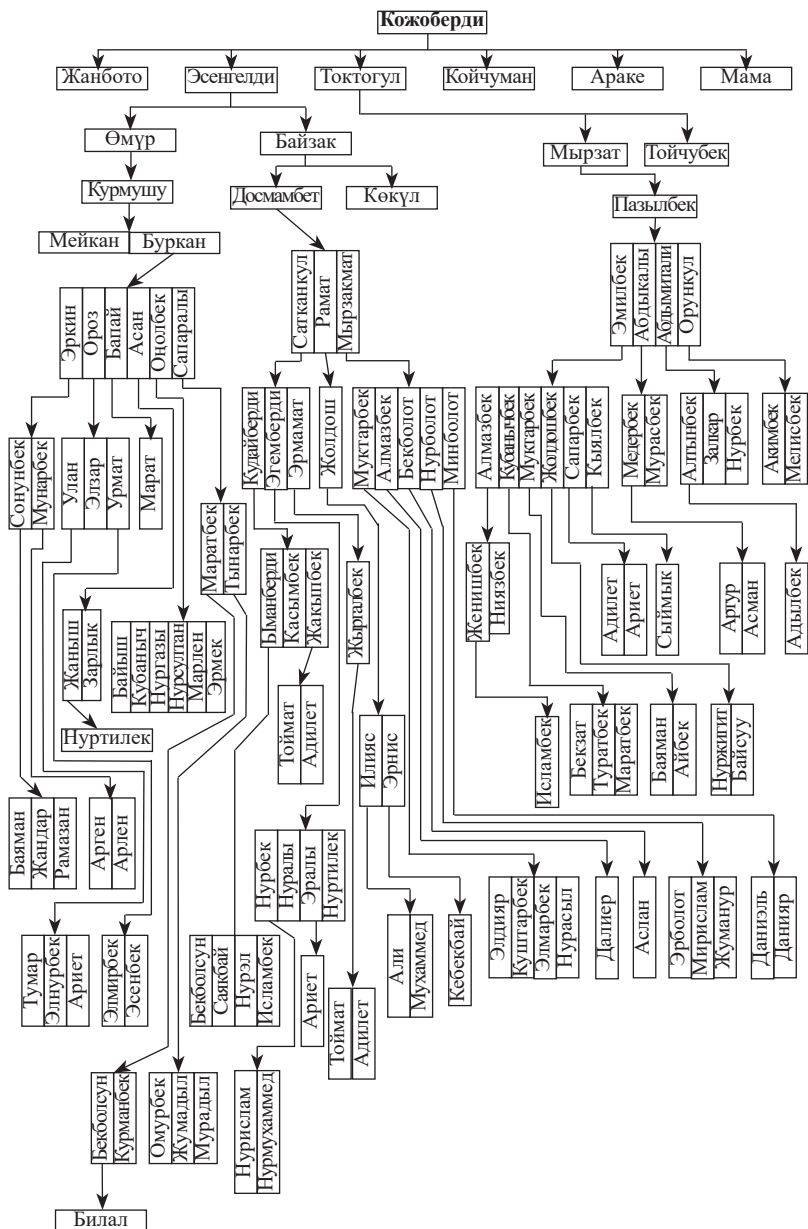 Кожоберди
Жанбото
Эсенгелди
Токтогул
Койчуман
Араке
Мама
Өмүр
Байзак
Мырзат
Тойчубек
Курмушу
Досмамбет
Көкүл
Пазылбек
Мейкан
Буркан
Эркин
Ороз
Бапай
Асан
Оңолбек
Сапаралы
Сатканкул
Рамат
Мырзакмат
Эмилбек
Абдыкалы
Абдымитали
Орункул
Сонунбек
Мунарбек
Улан
Элзар
Урмат
Марат
Маратбек
Тынарбек
Кудайберди
Эгемберди
Эрмамат
Жолдош
Муктарбек
Алмазбек
Бекболот
Нурболот
Минболот
Алмазбек
Кубанычбек
Муктарбек
Жолдошбек
Сапарбек
Кыялбек
Медербек
Мурасбек
Алтынбек
Залкар
Нурбек
Акимбек
Мелисбек
Жаныш
Зарлык
Байыш
Кубаныч
Нургазы
Нурсултан
Марлен
Эрмек
Ыманберди
Касымбек
Жакыпбек
Жыргалбек
Женишбек
Ниязбек
Адилет
Ариет
Сыймык
Артур
Асман
Адылбек
Нуртилек
Тоймат
Адилет
Илияс
Эрнис
Исламбек
Бекзат
Туратбек
Маратбек
Баяман
Айбек
Нуржигит
Байсуу
Баяман
Жандар
Рамазан
Арген
Арлен
Нурбек
Нуралы
Эралы
Нуртилек
Тумар
Элнурбек
Ариет
Элмирбек
Эсенбек
Бекболсун
Саякбай
Нурэл
Исламбек
Ариет
Тоймат
Адилет
Али
Мухаммед
Кебекбай
Элдияр
Куштарбек
Элмарбек
Нурасыл
Далиер
Аслан
Эрболот
Мирислам
Жуманур
Даниэль
Данияр
Бекболсун
Курманбек
Омурбек
Жумадыл
Мурадыл
Нурислам
Нурмухаммед
Билал